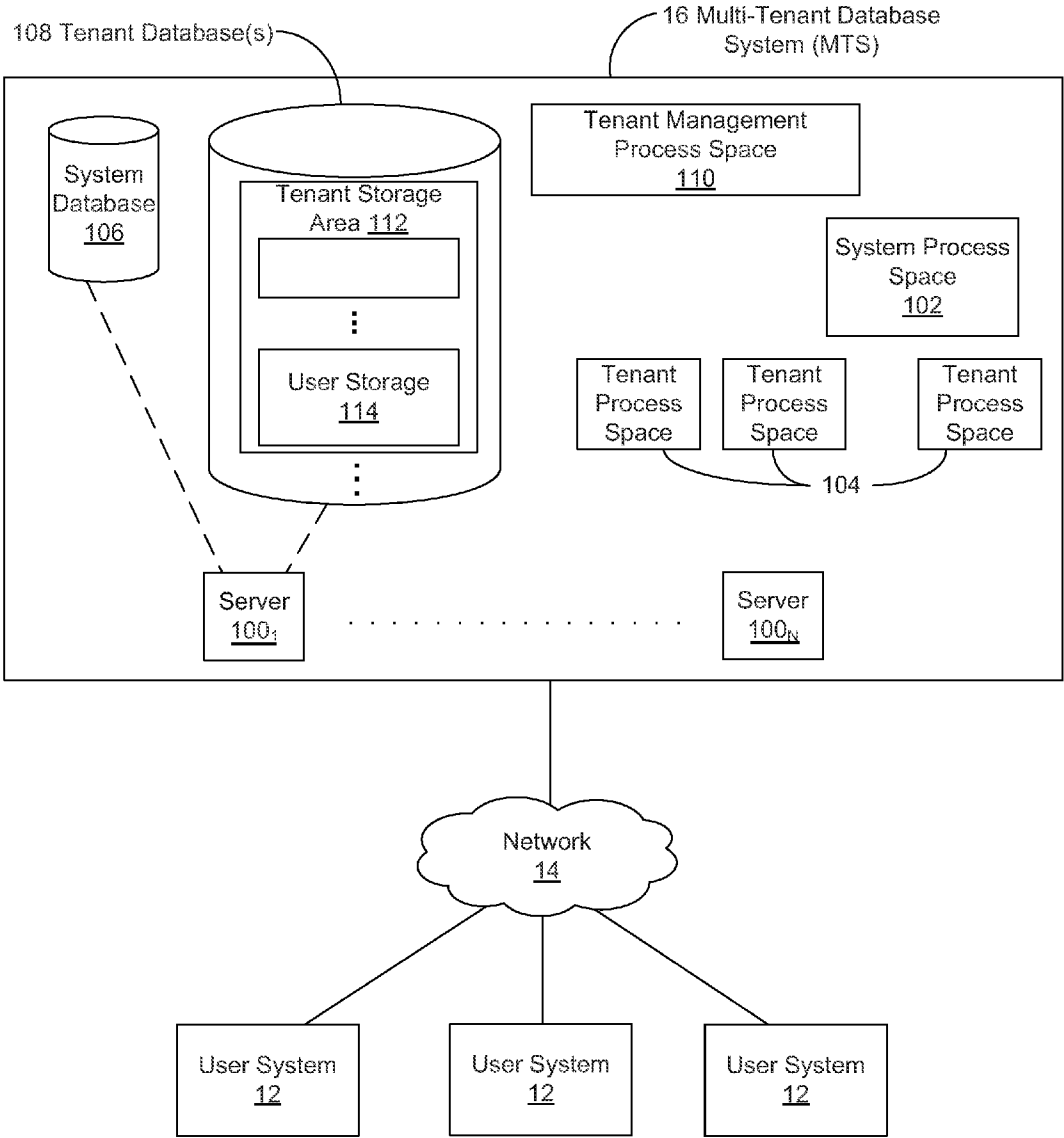 108 Tenant Database(s)
16 Multi-Tenant Database
System (MTS)
System
Database
106
Tenant Storage
Area 112
User Storage
114
Tenant Management
Process Space
110
System Process
Space
102
Tenant
Process
Space
Tenant
Process
Space
Tenant
Process
Space
104
Server
100₁
Server
100N
Network
14
User System
12
User System
12
User System
12